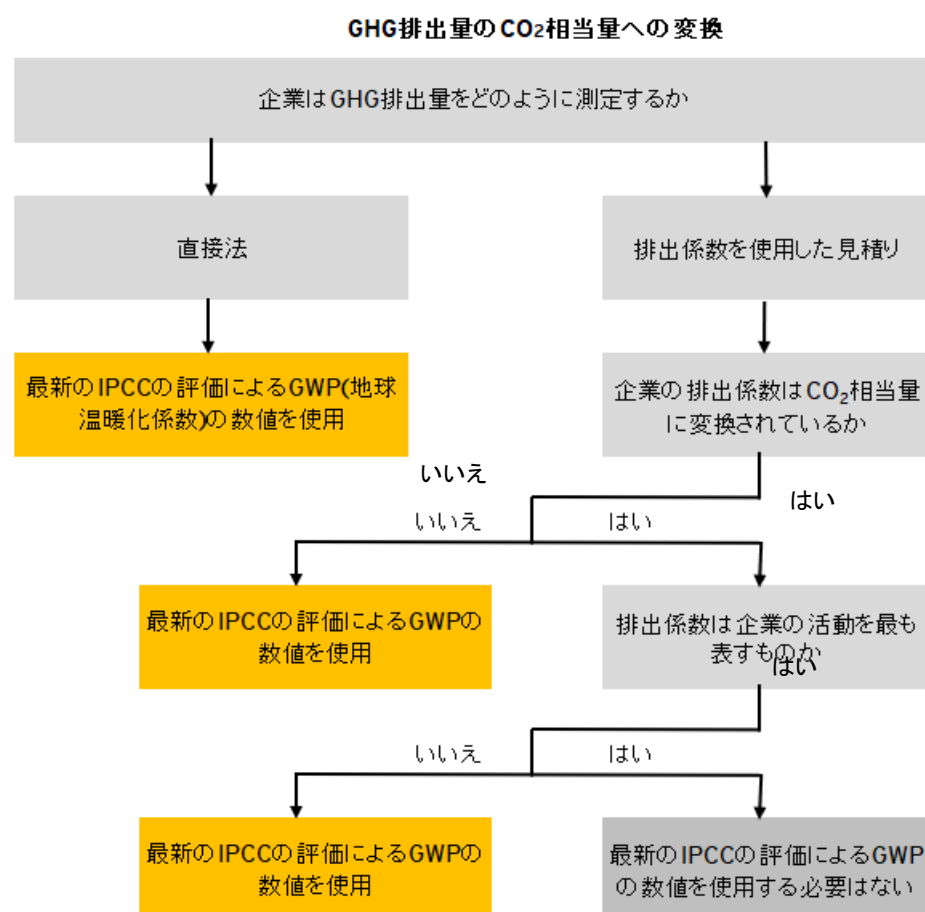 GHG排出量のCO2相当量への変換
企業はGHG排出量をどのように測定するか
直接法
排出係数を使用した見積り
最新のIPCCの評価によるGWP(地球
温暖化係数)の数値を使用
企業の排出係数はCO₂相当量
に変換されているか
いいえ
はい
いいえ
はい
最新のIPCCの評価によるGWPの
数値を使用
排出係数は企業の活動を最も
表すものか
はい
いいえ
はい
最新のIPCCの評価によるGWPの
数値を使用
最新のIPCCの評価によるGWP
の数値を使用する必要はない